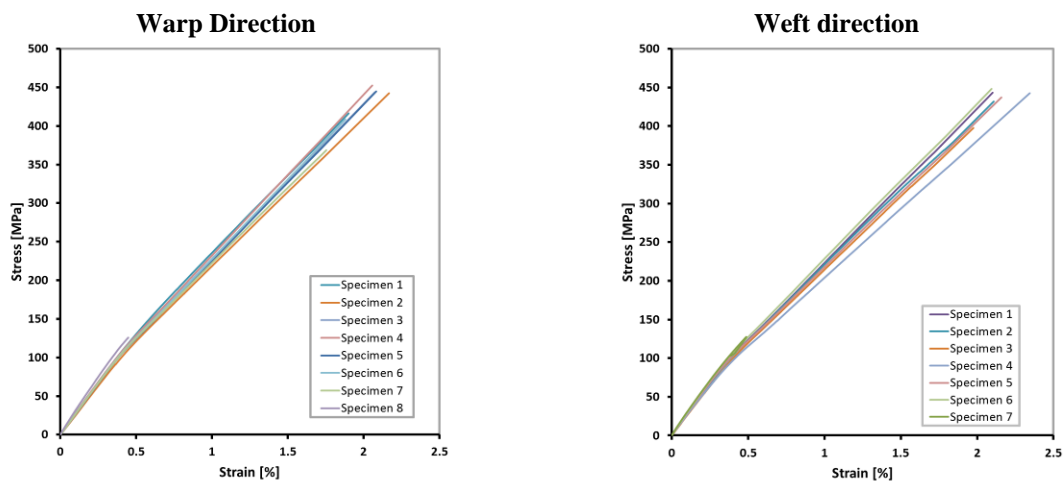 Warp Direction
500
450
400
350
300
250
200
150
100
50
0
Stress [MPa]
0 0.5 1 1.5 2 2.5
Strain [%]
Specimen 1
Specimen 2
Specimen 3
Specimen 4
Specimen 5
Specimen 6
Specimen 7
Specimen 8
Weft direction
500
450
400
350
300
250
200
150
100
50
0
Stress [MPa]
0 0.5 1 1.5 2 2.5
Strain [%]
Specimen 1
Specimen 2
Specimen 3
Specimen 4
Specimen 5
Specimen 6
Specimen 7